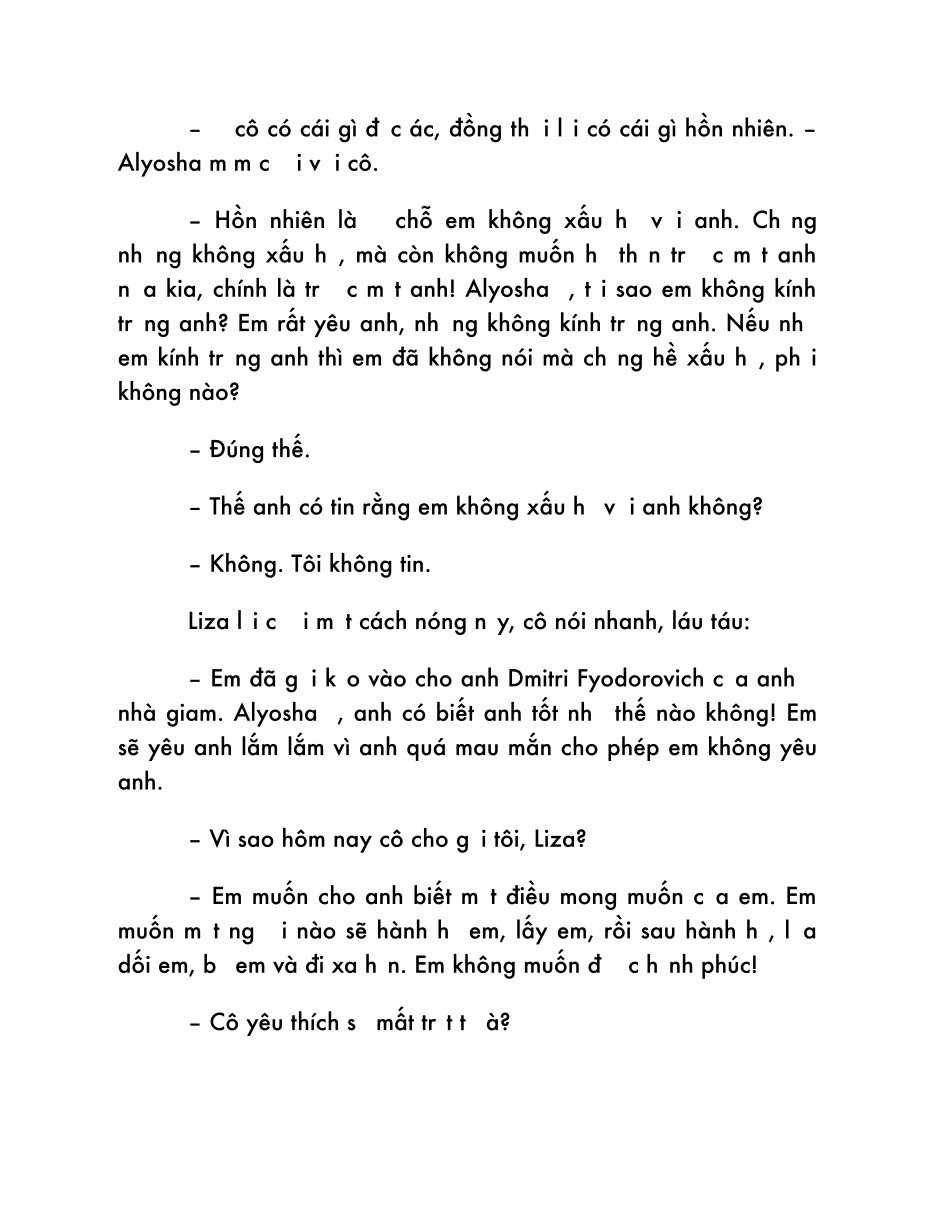 – cô có cái gì đ c ác, đồng th i l i có cái gì hồn nhiên. –
Alyosha m m c i v i cô.
– Hồn nhiên là chỗ em không xấu h v i anh. Ch ng
nh ng không xấu h , mà còn không muốn h th n tr c m t anh
n a kia, chính là tr c m t anh! Alyosha , t i sao em không kính
tr ng anh? Em rất yêu anh, nh ng không kính tr ng anh. Nếu nh
em kính tr ng anh thì em đã không nói mà ch ng hề xấu h , ph i
không nào?
– Đúng thế.
– Thế anh có tin rằng em không xấu h v i anh không?
– Không. Tôi không tin.
Liza l i c i m t cách nóng n y, cô nói nhanh, láu táu:
– Em đã g i k o vào cho anh Dmitri Fyodorovich c a anh
nhà giam. Alyosha , anh có biết anh tốt nh thế nào không! Em
sẽ yêu anh lắm lắm vì anh quá mau mắn cho phép em không yêu
anh.
– Vì sao hôm nay cô cho g i tôi, Liza?
– Em muốn cho anh biết m t điều mong muốn c a em. Em
muốn m t ng i nào sẽ hành h em, lấy em, rồi sau hành h , l a
dối em, b em và đi xa h n. Em không muốn đ c h nh phúc!
– Cô yêu thích s mất tr t t à?